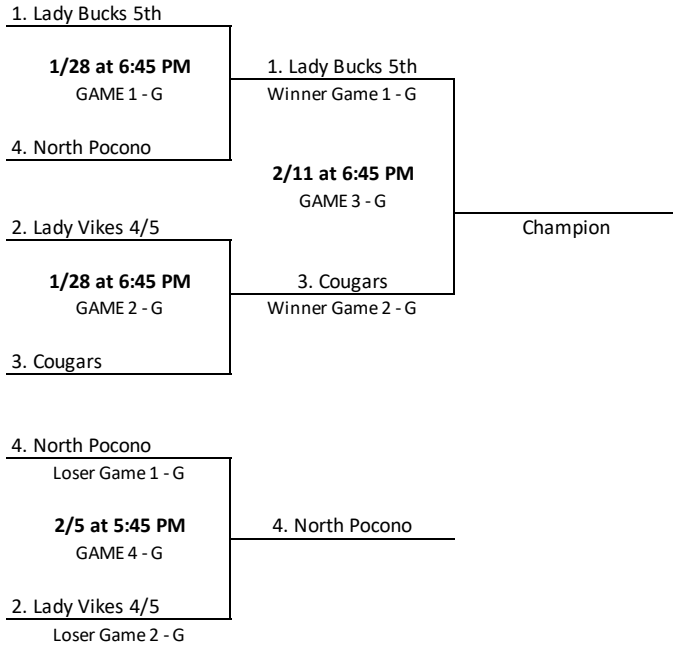 1. Lady Bucks 5th
1/28 at 6:45 PM
GAME 1 - G
1. Lady Bucks 5th
Winner Game 1 - G
4. North Pocono
2/11 at 6:45 PM
GAME 3 - G
2. Lady Vikes 4/5
Champion
1/28 at 6:45 PM
GAME 2 - G
3. Cougars
Winner Game 2 - G
3. Cougars
4. North Pocono
Loser Game 1 - G
2/5 at 5:45 PM
GAME 4 - G
4. North Pocono
2. Lady Vikes 4/5
Loser Game 2 - G